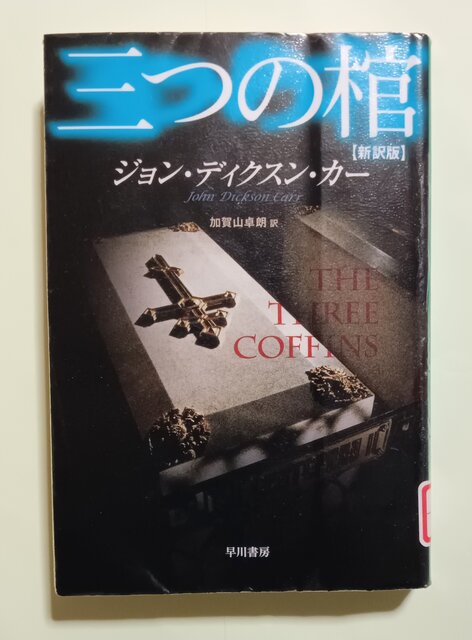 三つの棺
【新訳版】
ジョン・ディクスン・カー
John Dickson Carr
加賀山卓朗 訳
THE
THREE
COFFINS
早川書房